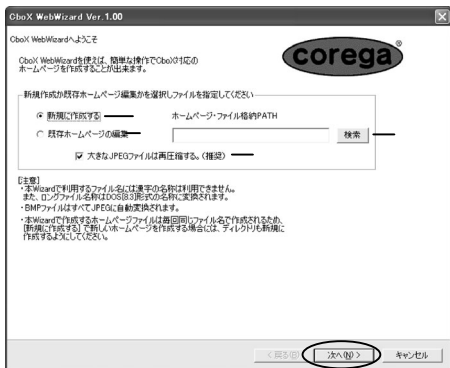 CboX WebWizard Ver.1.00
CboX WebWizardへようこそ
CboX WebWizardを使えば、簡単な操作でCboX対応の
ホームページを作成することが出来ます。
corega®
新規作成か既存ホームページ編集かを選択しファイルを指定してください
新規に作成する
ホームページ・ファイル格納PATH
既存ホームページの編集
検索
大きなJPEGファイルは再圧縮する。(推奨)
[注意]
・本Wizardで利用するファイル名には漢字の名称は利用できません。
また、ロングファイル名称はDOS[8.3]形式の名称に変換されます。
・BMPファイルはすべてJPEGに自動変換されます。
・本Wizardで作成するホームページファイルは毎回同じファイル名で作成されるため、
[新規に作成する] で新しいホームページを作成する場合には、ディレクトリも新規に
作成するようにしてください。
< 戻る(B)
次へ(N) >
キャンセル